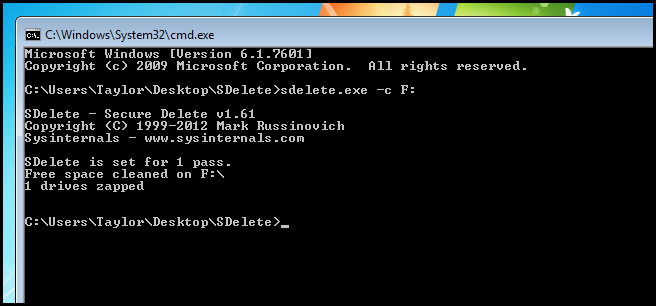 C:\Windows\System32\cmd.exe
Microsoft Windows [Version 6.1.7601]
Copyright (c) 2009 Microsoft Corporation.  All rights reserved.
C:\Users\Taylor\Desktop\SDelete>sdelete.exe -c F:
SDelete - Secure Delete v1.61
Copyright (C) 1999-2012 Mark Russinovich
Sysinternals - www.sysinternals.com
SDelete is set for 1 pass.
Free space cleaned on F:\
1 drives zapped
C:\Users\Taylor\Desktop\SDelete>_